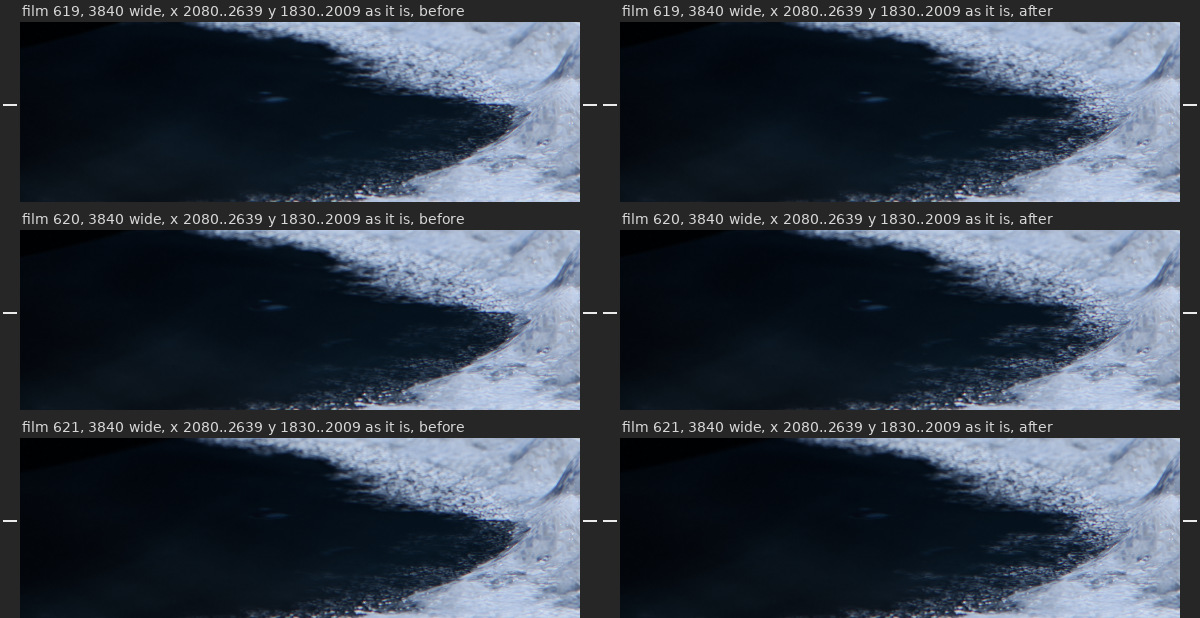 film 619, 3840 wide, x 2080..2639 y 1830..2009 as it is, before
film 619, 3840 wide, x 2080..2639 y 1830..2009 as it is, after
film 620, 3840 wide, x 2080..2639 y 1830..2009 as it is, before
film 620, 3840 wide, x 2080..2639 y 1830..2009 as it is, after
film 621, 3840 wide, x 2080..2639 y 1830..2009 as it is, before
film 621, 3840 wide, x 2080..2639 y 1830..2009 as it is, after